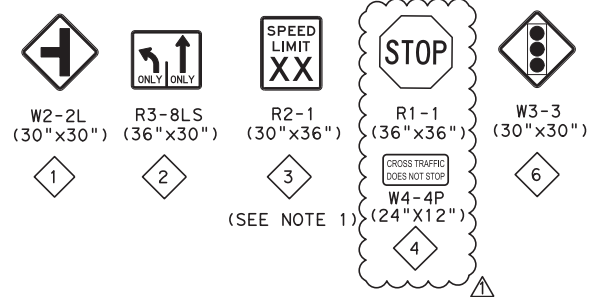 W2-2L
(30"x30")
1
ONLY ONLY
R3-8LS
(36"x30")
2
SPEED
LIMIT
XX
R2-1
(30"x36")
3
(SEE NOTE 1)
STOP
R1-1
(36"x36")
CROSS TRAFFIC
DOES NOT STOP
W4-4P
(24"X12")
4
1
W3-3
(30"x30")
6